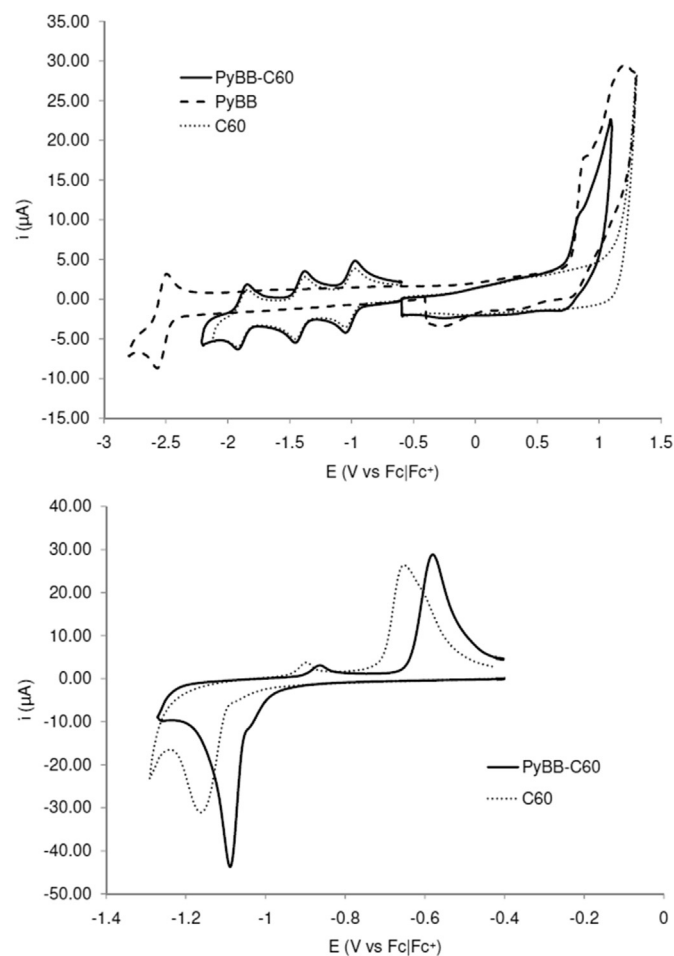 35.00
30.00
25.00
20.00
15.00
10.00
5.00
0.00
-5.00
-10.00
-15.00
i (µA)
PyBB-C60
PyBB
C60
-3 -2.5 -2 -1.5 -1 -0.5 0 0.5 1 1.5
E (V vs Fc|Fc⁺)
40.00
30.00
20.00
10.00
0.00
-10.00
-20.00
-30.00
-40.00
-50.00
i (µA)
PyBB-C60
C60
-1.4 -1.2 -1 -0.8 -0.6 -0.4 -0.2 0
E (V vs Fc|Fc⁺)